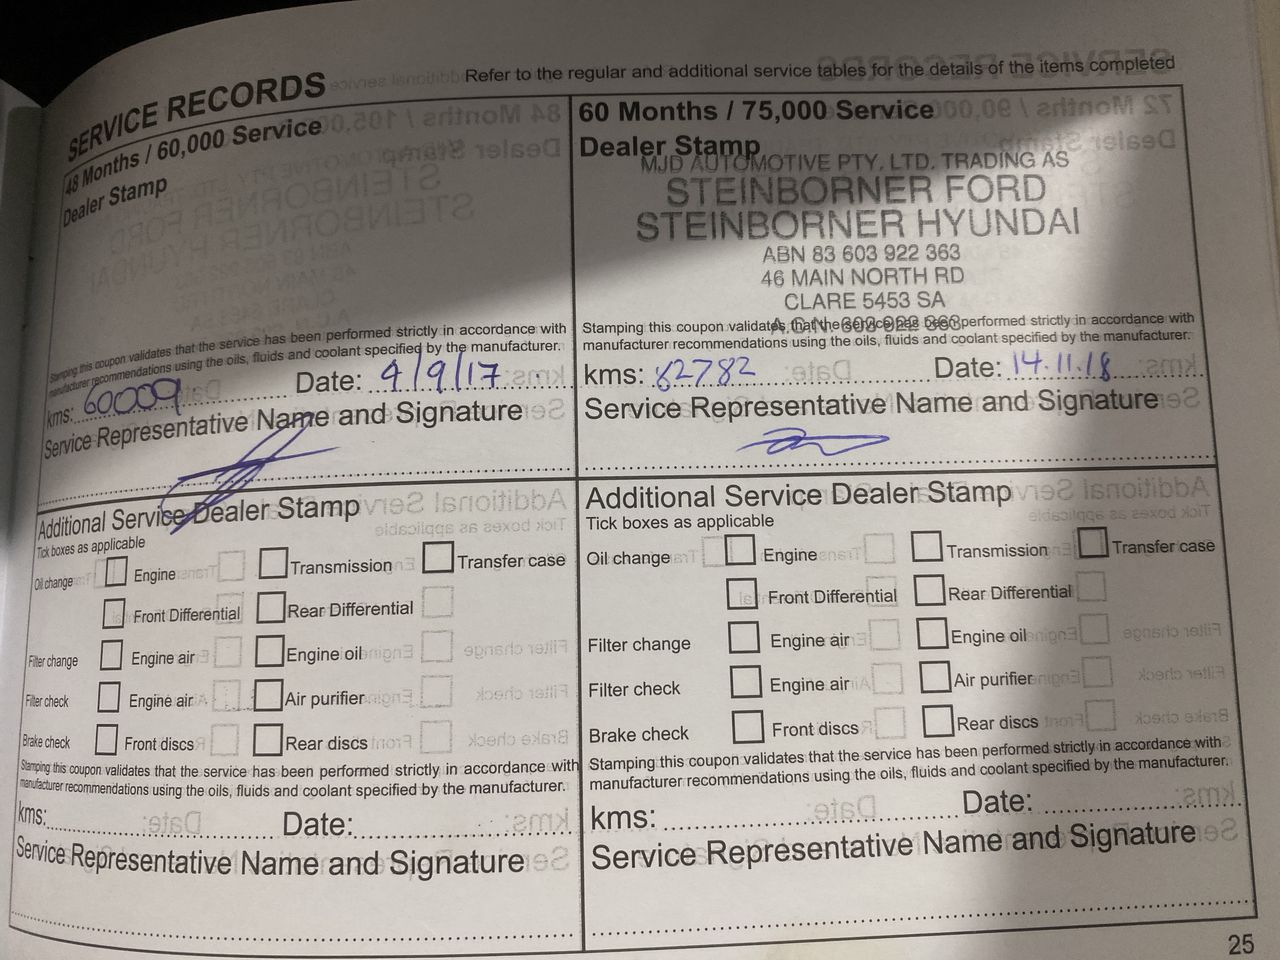 SERVICE RECORDS
Refer to the regular and additional service tables for the details of the items completed
48 Months / 60,000 Service
Dealer Stamp
Stamping this coupon validates that the service has been performed strictly in accordance with
manufacturer recommendations using the oils, fluids and coolant specified by the manufacturer.
kms: 60009 Date: 4/9/17
Service Representative Name and Signature
Additional Service Dealer Stamp
Tick boxes as applicable
Oil change Engine Transmission Transfer case
Front Differential Rear Differential
Filter change Engine air Engine oil
Filter check Engine air Air purifier
Brake check Front discs Rear discs
Stamping this coupon validates that the service has been performed strictly in accordance with
manufacturer recommendations using the oils, fluids and coolant specified by the manufacturer.
kms: Date:
Service Representative Name and Signature
60 Months / 75,000 Service
Dealer Stamp
MJD AUTOMOTIVE PTY. LTD. TRADING AS
STEINBORNER FORD
STEINBORNER HYUNDAI
ABN 83 603 922 363
46 MAIN NORTH RD
CLARE 5453 SA
A.C.N. 603 922 363
Stamping this coupon validates that the service has been performed strictly in accordance with
manufacturer recommendations using the oils, fluids and coolant specified by the manufacturer.
kms: 82782 Date: 14.11.18
Service Representative Name and Signature
Additional Service Dealer Stamp
Tick boxes as applicable
Oil change Engine Transmission Transfer case
Front Differential Rear Differential
Filter change Engine air Engine oil
Filter check Engine air Air purifier
Brake check Front discs Rear discs
Stamping this coupon validates that the service has been performed strictly in accordance with
manufacturer recommendations using the oils, fluids and coolant specified by the manufacturer.
kms: Date:
Service Representative Name and Signature
25